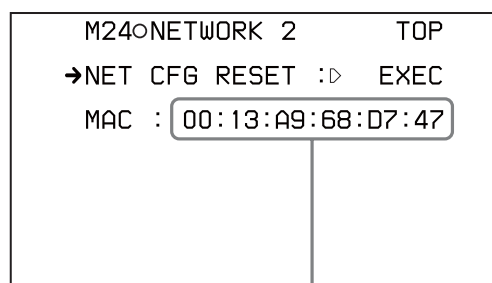 M24○NETWORK 2 TOP
→NET CFG RESET :▷ EXEC
MAC : 00:13:A9:68:D7:47